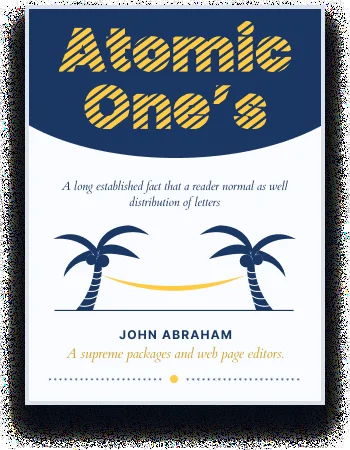 Atomic
One's
A long established fact that a reader normal as well
distribution of letters
JOHN ABRAHAM
A supreme packages and web page editors.